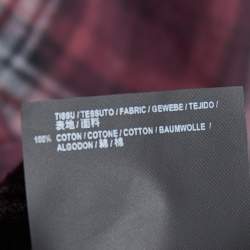 TISSU / TESSUTO / FABRIC / GEWEBE / TEJIDO /
表地 / 面料
100% COTON / COTONE / COTTON / BAUMWOLLE /
ALGODON / 綿 / 棉